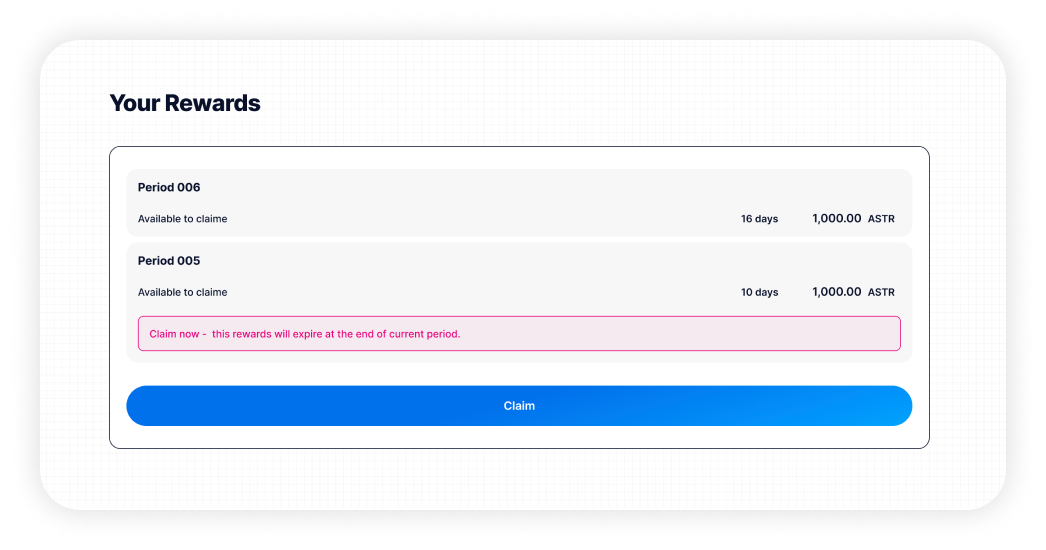 Your Rewards
Period 006
Available to claime 16 days 1,000.00 ASTR
Period 005
Available to claime 10 days 1,000.00 ASTR
Claim now - this rewards will expire at the end of current period.
Claim